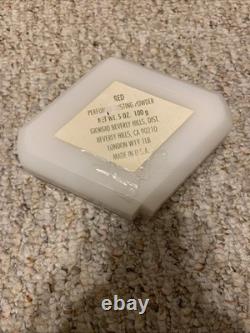 RED
PERFUMED DUSTING POWDER
NET WT. 5 OZ. 100 g
GIORGIO BEVERLY HILLS, DIST.
BEVERLY HILLS, CA 90210
LONDON W1Y 1LB
MADE IN U.S.A.